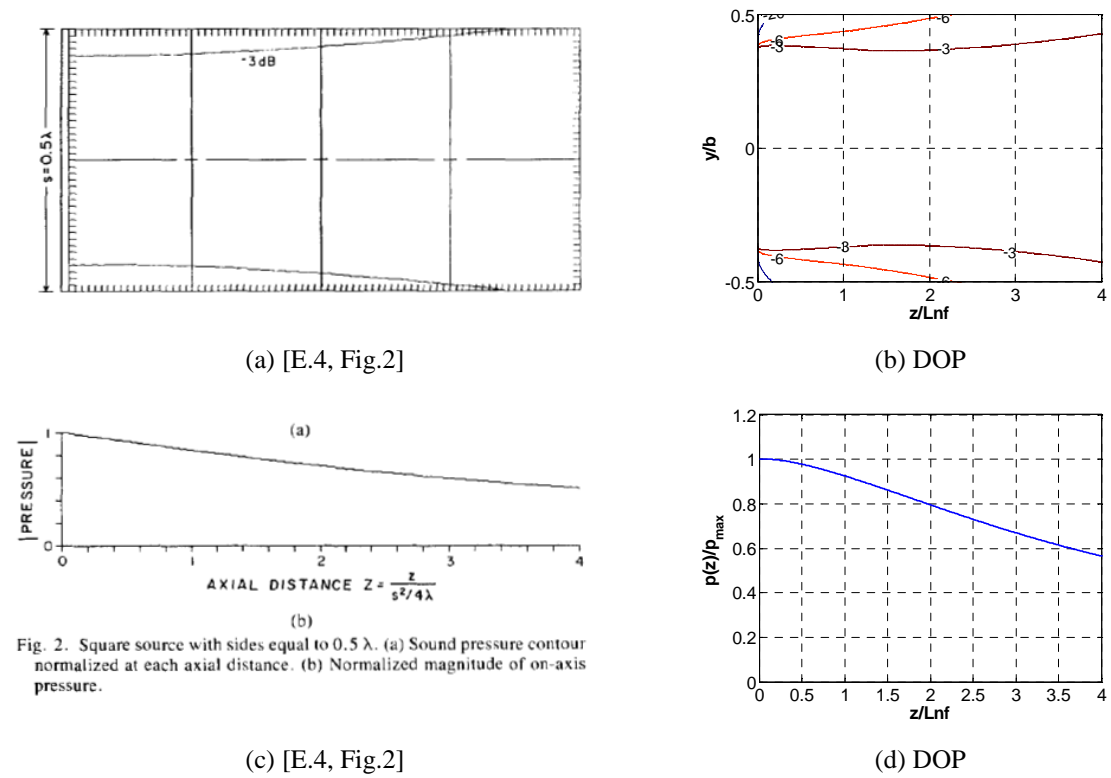 s=0.5λ
-3dB
(a) [E.4, Fig.2]
0.5
0
-0.5
y/b
-20
-6
-6
-3
-3
-3
-3
-6
-6
0 1 2 3 4
z/Lnf
(b) DOP
(a)
|PRESSURE|
1
0
0 1 2 3 4
AXIAL DISTANCE Z = z / s²/4λ
(b)
Fig. 2. Square source with sides equal to 0.5 λ. (a) Sound pressure contour
normalized at each axial distance. (b) Normalized magnitude of on-axis
pressure.
(c) [E.4, Fig.2]
1.2
1
0.8
0.6
0.4
0.2
0
p(z)/pmax
0 0.5 1 1.5 2 2.5 3 3.5 4
z/Lnf
(d) DOP